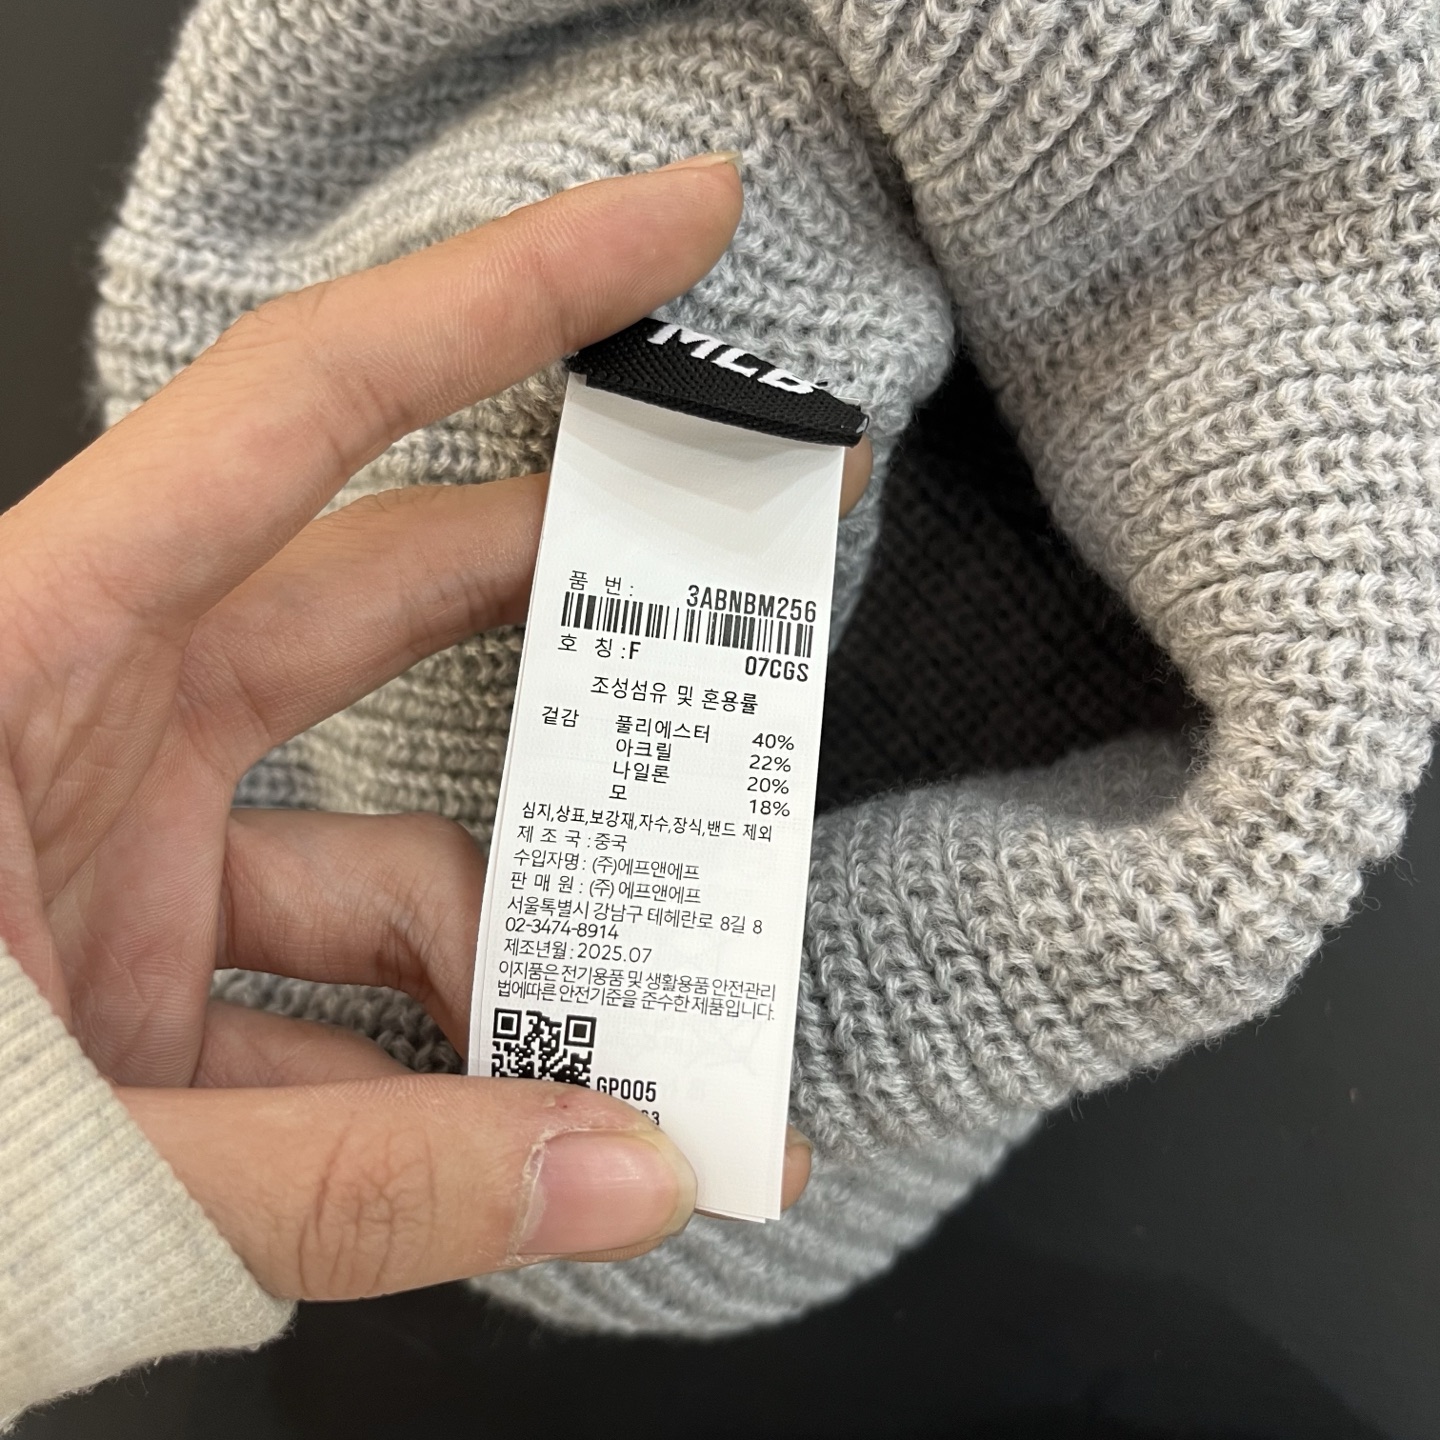 MLB
품 번 : 3ABNBM256
호 칭 : F 07CGS
조성섬유 및 혼용률
겉감 폴리에스터 40%
아크릴 22%
나일론 20%
모 18%
심지,상표,보강재,자수,장식,밴드 제외
제 조 국 : 중국
수입자명 : (주)에프앤에프
판 매 원 : (주)에프앤에프
서울특별시 강남구 테헤란로 8길 8
02-3474-8914
제조년월 : 2025.07
이지품은 전기용품 및 생활용품 안전관리
법에따른 안전기준을 준수한 제품입니다.
GP005